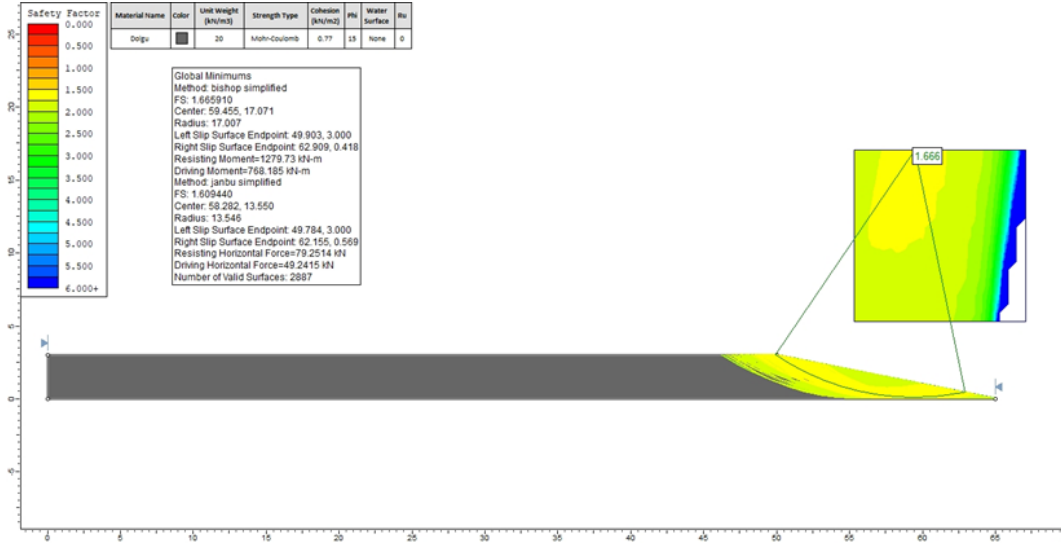 Safety Factor
0.000
0.500
1.000
1.500
2.000
2.500
3.000
3.500
4.000
4.500
5.000
5.500
6.000+
Material Name Color Unit Weight (kN/m3) Strength Type Cohesion (kN/m2) Phi Water Surface Ru
Dolgu 20 Mohr-Coulomb 0.77 15 None 0
Global Minimums
Method: bishop simplified
FS: 1.665910
Center: 59.455, 17.071
Radius: 17.007
Left Slip Surface Endpoint: 49.903, 3.000
Right Slip Surface Endpoint: 62.909, 0.418
Resisting Moment=1279.73 kN-m
Driving Moment=768.185 kN-m
Method: janbu simplified
FS: 1.609440
Center: 58.282, 13.550
Radius: 13.546
Left Slip Surface Endpoint: 49.784, 3.000
Right Slip Surface Endpoint: 62.155, 0.569
Resisting Horizontal Force=79.2514 kN
Driving Horizontal Force=49.2415 kN
Number of Valid Surfaces: 2887
1.666
25
20
15
10
5
0
-5
0 5 10 15 20 25 30 35 40 45 50 55 60 65